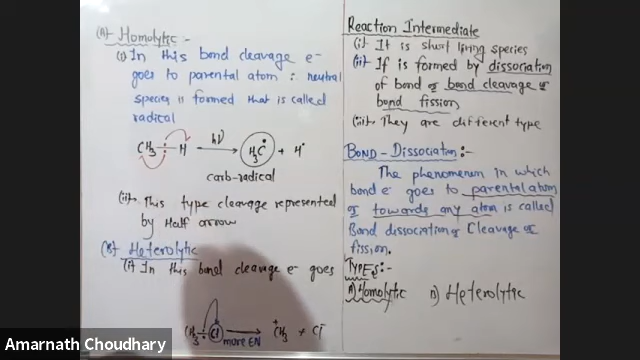 (A) Homolytic :-
(i) In this bond cleavage e-
goes to parental atom ∴ neutral
species is formed that is called
radical
CH3 : H → hν H3C• + H•
carb-radical
(ii) This type cleavage represented
by Half arrow
(B) Heterolytic
(i) In this bond cleavage e- goes
CH3 : Cl → +CH3 + Cl-
more EN
Reaction Intermediate
(i) It is short living species
(ii) If is formed by dissociation
of bond or bond cleavage or
bond fission
(iii) They are different type
BOND - Dissociation :-
The phenomenon in which
bond e- goes to parental atom
or towards any atom is called
Bond dissociation or Cleavage or
fission.
TYPES:-
A) Homolytic B) Heterolytic
Amarnath Choudhary